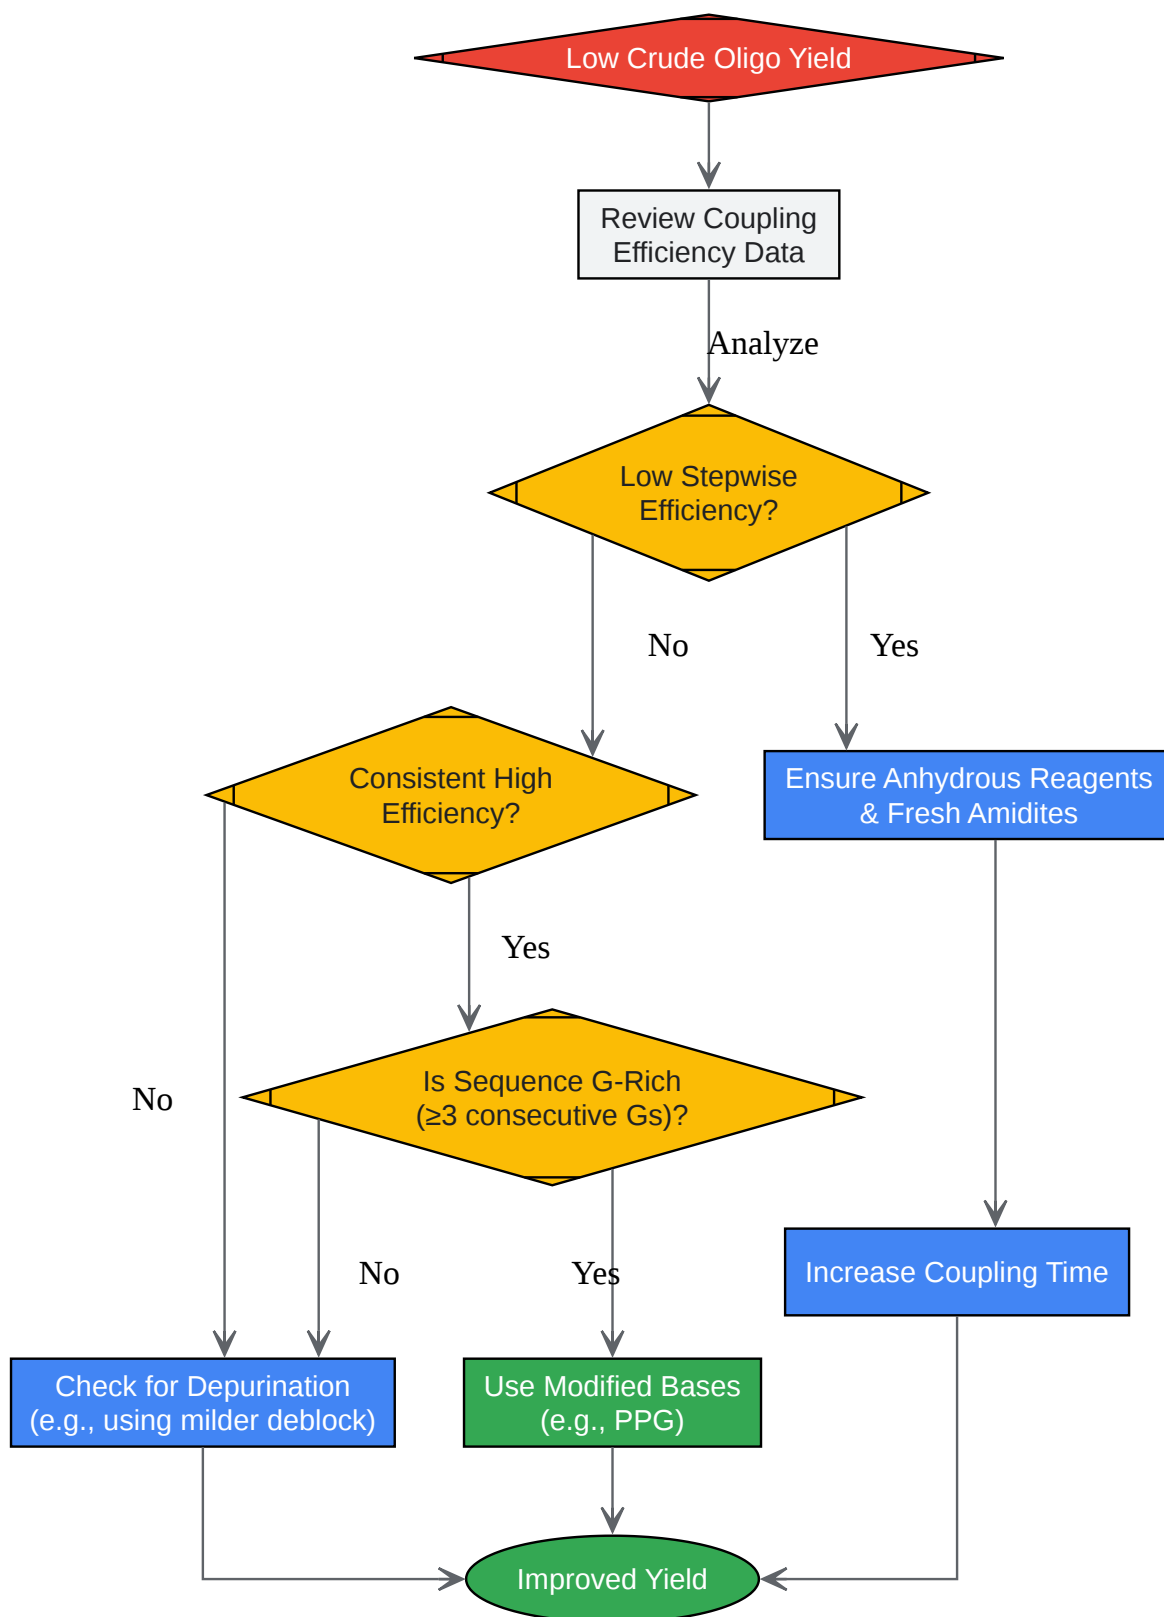 Low Crude Oligo Yield
Review Coupling
Efficiency Data
Analyze
Low Stepwise
Efficiency?
No
Yes
Consistent High
Efficiency?
Ensure Anhydrous Reagents
& Fresh Amidites
Yes
Is Sequence G-Rich
(≥3 consecutive Gs)?
No
No
Yes
Increase Coupling Time
Check for Depurination
(e.g., using milder deblock)
Use Modified Bases
(e.g., PPG)
Improved Yield